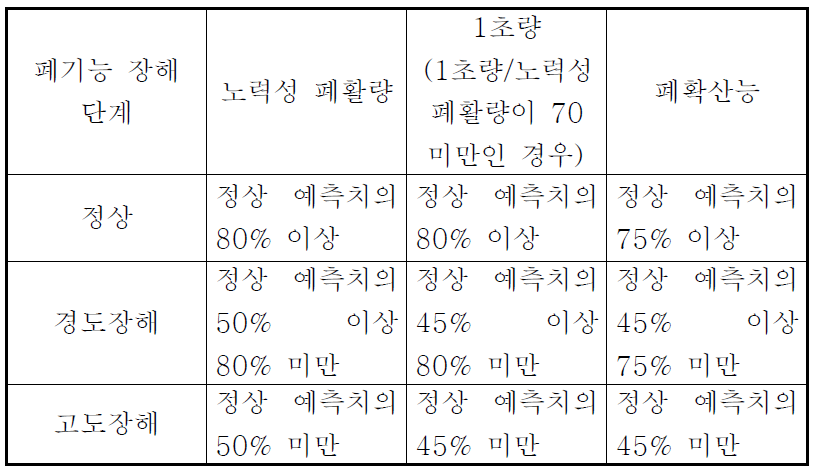 폐기능 장해
단계
노력성 폐활량
1초량
(1초량/노력성
폐활량이 70
미만인 경우)
폐확산능
정상
정상 예측치의
80% 이상
정상 예측치의
80% 이상
정상 예측치의
75% 이상
경도장해
정상 예측치의
50% 이상
80% 미만
정상 예측치의
45% 이상
80% 미만
정상 예측치의
45% 이상
75% 미만
고도장해
정상 예측치의
50% 미만
정상 예측치의
45% 미만
정상 예측치의
45% 미만